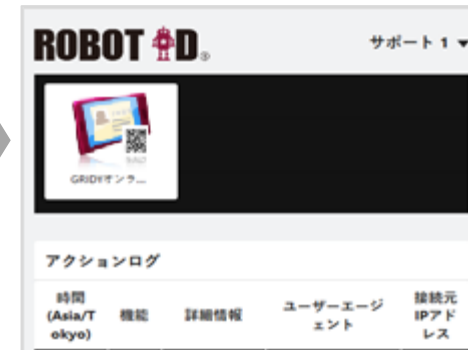 ROBOT ID®
サポート 1 ▼
GRIDYオンラ...
アクションログ
時間
(Asia/T
okyo)
機能
詳細情報
ユーザーエージ
ェント
接続元
IPアド
レス